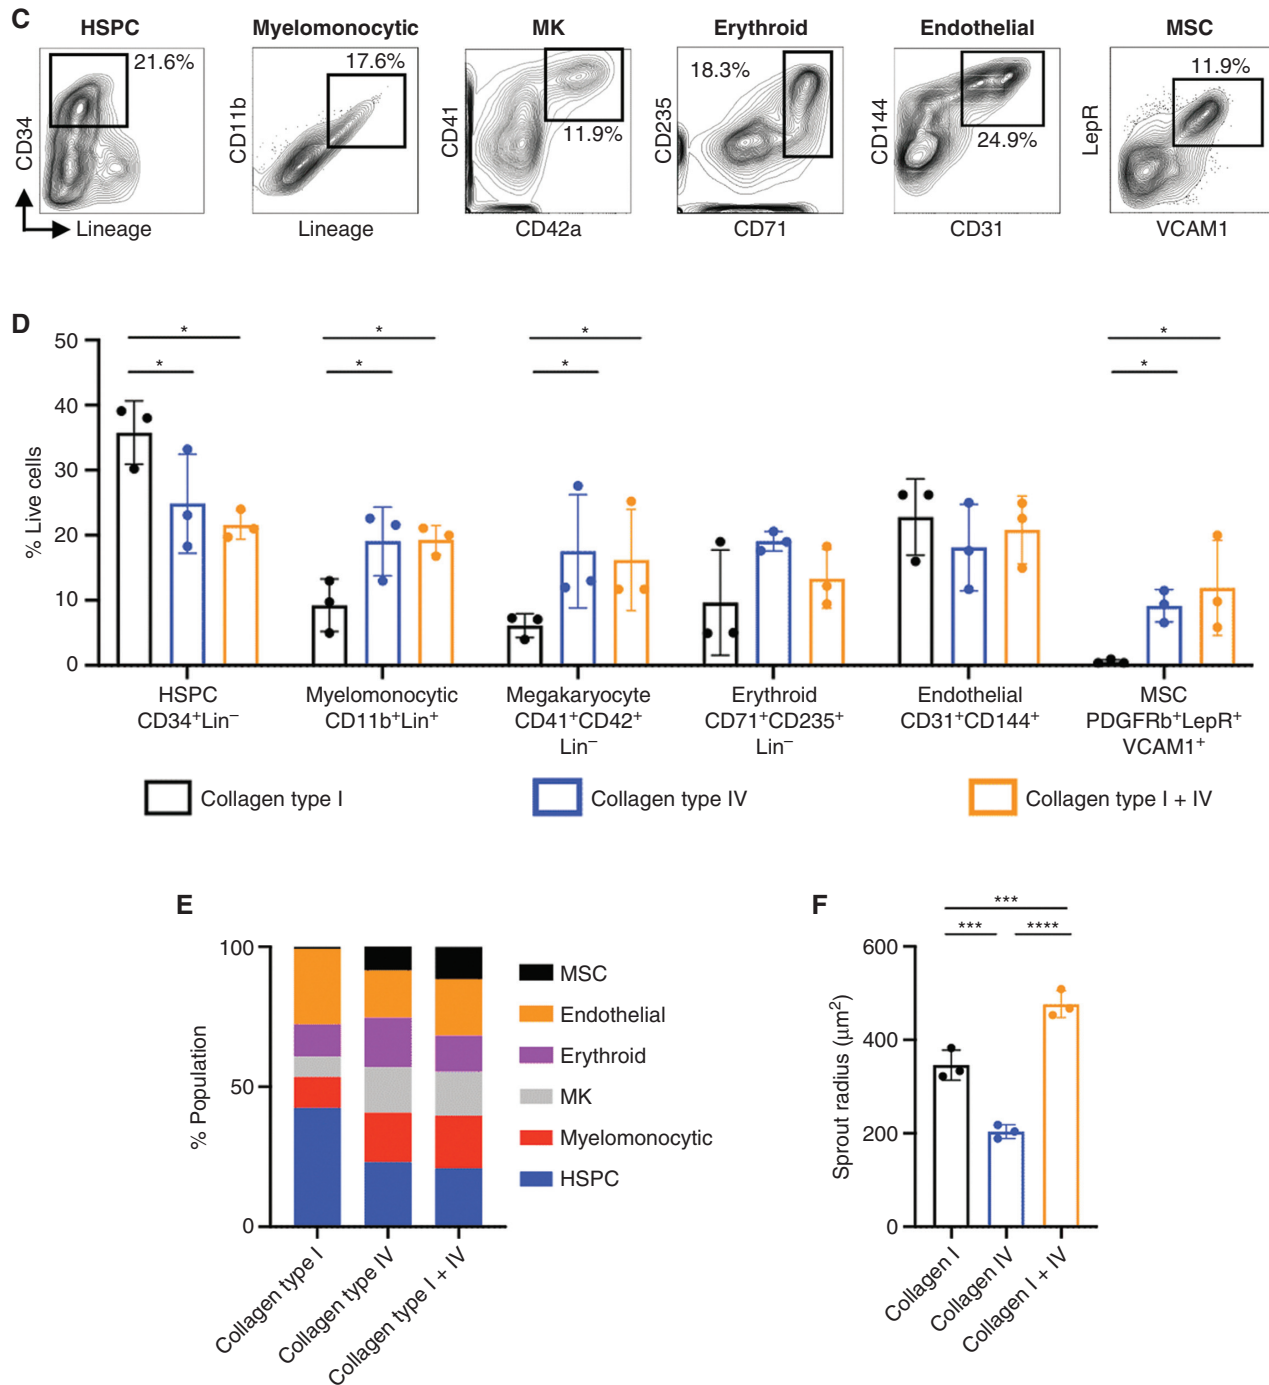 C
HSPC
Myelomonocytic
MK
Erythroid
Endothelial
MSC
21.6%
17.6%
11.9%
18.3%
24.9%
11.9%
CD34
CD11b
CD41
CD235
CD144
LepR
Lineage
Lineage
CD42a
CD71
CD31
VCAM1
D
% Live cells
50
40
30
20
10
0
* * * * * * * *
HSPC
CD34⁺Lin⁻
Myelomonocytic
CD11b⁺Lin⁺
Megakaryocyte
CD41⁺CD42⁺
Lin⁻
Erythroid
CD71⁺CD235⁺
Lin⁻
Endothelial
CD31⁺CD144⁺
MSC
PDGFRb⁺LepR⁺
VCAM1⁺
Collagen type I
Collagen type IV
Collagen type I + IV
E
% Population
100
50
0
Collagen type I
Collagen type IV
Collagen type I + IV
MSC
Endothelial
Erythroid
MK
Myelomonocytic
HSPC
F
***
*** ****
Sprout radius (μm²)
600
400
200
0
Collagen I
Collagen IV
Collagen I + IV